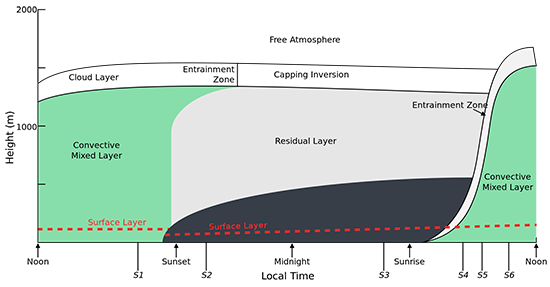 2000
Free Atmosphere
Cloud Layer
Entrainment
Zone
Capping Inversion
Entrainment Zone
1000
Height (m)
Convective
Mixed Layer
Residual Layer
Convective
Mixed Layer
Surface Layer
Surface Layer
Noon
S1
Sunset
S2
Midnight
S3
Sunrise
S4
S5
S6
Noon
Local Time